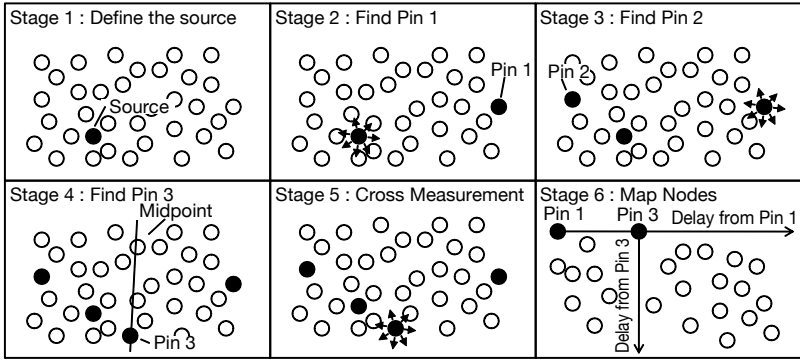 Stage 1 : Define the source
Source
Stage 2 : Find Pin 1
Pin 1
Stage 3 : Find Pin 2
Pin 2
Stage 4 : Find Pin 3
Midpoint
Pin 3
Stage 5 : Cross Measurement
Stage 6 : Map Nodes
Pin 1
Pin 3
Delay from Pin 1
Delay from Pin 3